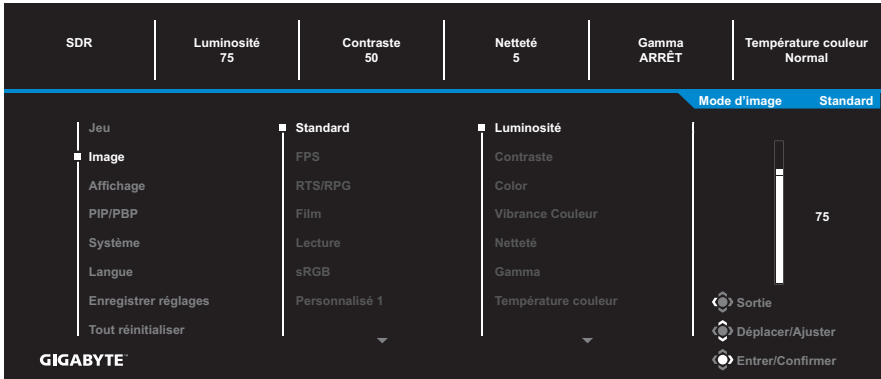 SDR
Luminosité
75
Contraste
50
Netteté
5
Gamma
ARRÊT
Température couleur
Normal
Mode d'image Standard
Jeu
Image
Affichage
PIP/PBP
Système
Langue
Enregistrer réglages
Tout réinitialiser
Standard
FPS
RTS/RPG
Film
Lecture
sRGB
Personnalisé 1
Luminosité
Contraste
Color
Vibrance Couleur
Netteté
Gamma
Température couleur
75
Sortie
Déplacer/Ajuster
Entrer/Confirmer
GIGABYTE™